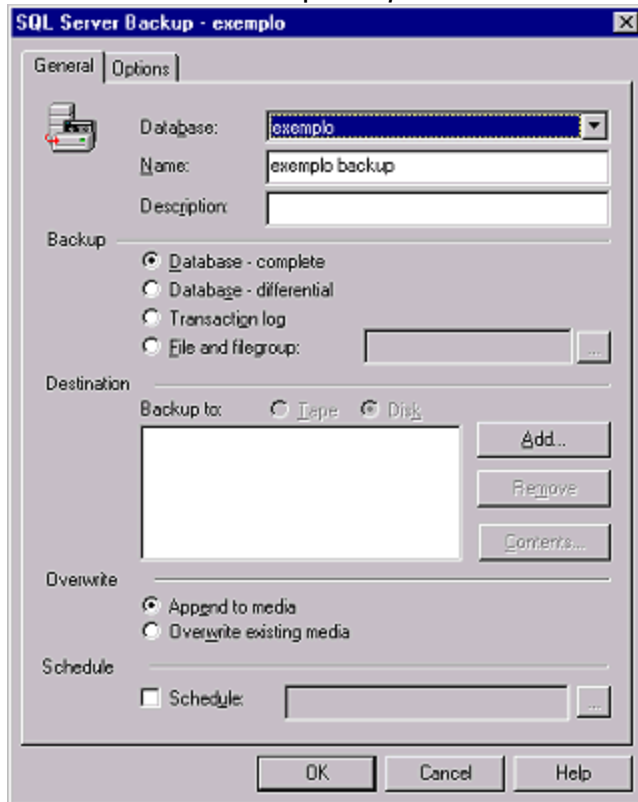 SQL Server Backup - exemplo
General Options
Database: exemplo
Name: exemplo backup
Description:
Backup
Database - complete
Database - differential
Transaction log
File and filegroup: ...
Destination
Backup to: Tape Disk
Add...
Remove
Contents...
Overwrite
Append to media
Overwrite existing media
Schedule
Schedule: ...
OK Cancel Help